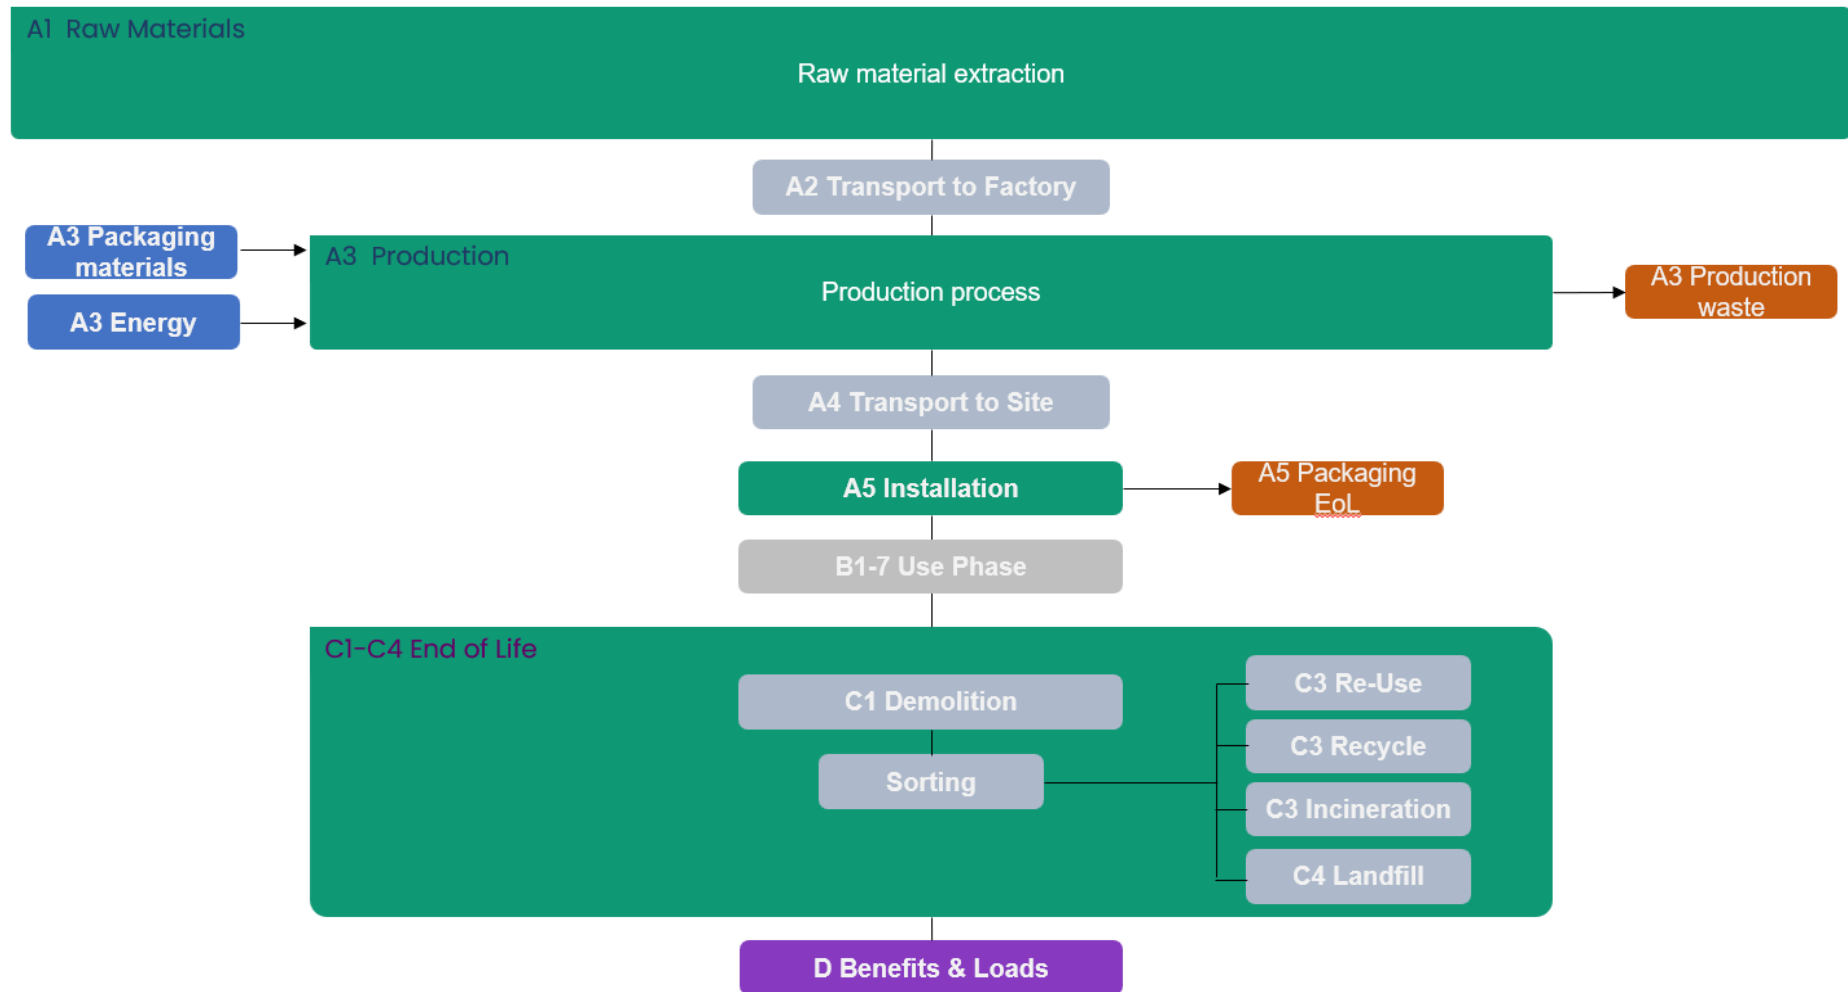 A1  Raw Materials
Raw material extraction
A2 Transport to Factory
A3 Packaging
materials
A3 Energy
A3  Production
Production process
A3 Production
waste
A4 Transport to Site
A5 Installation
A5 Packaging
EoL
B1-7 Use Phase
C1-C4 End of Life
C1 Demolition
Sorting
C3 Re-Use
C3 Recycle
C3 Incineration
C4 Landfill
D Benefits & Loads